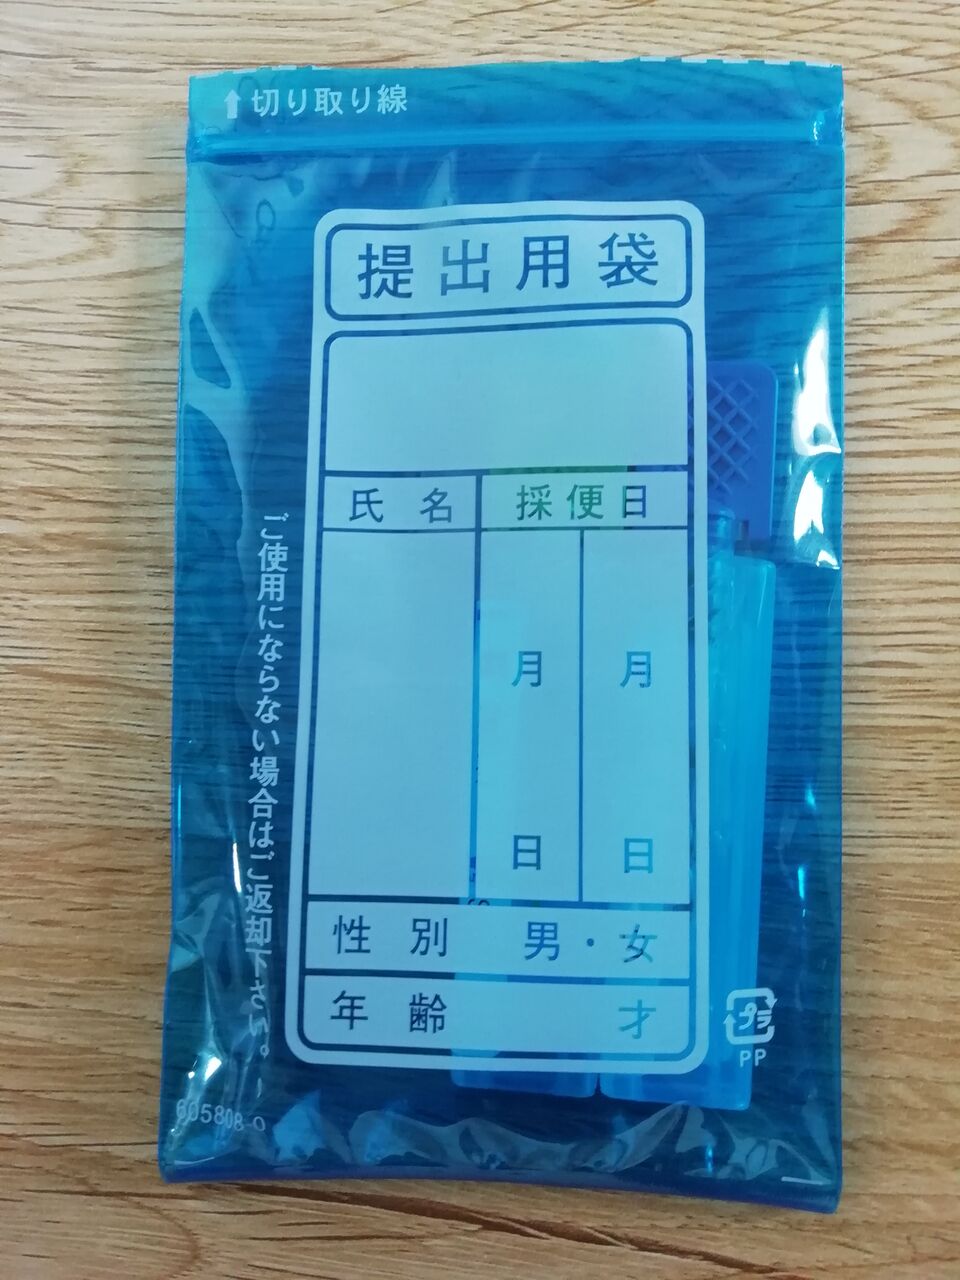 切り取り線
提出用袋
氏名
採便日
月 月
日 日
性別 男・女
年齢 才
ご使用にならない場合はご返却下さい。
プラ
PP